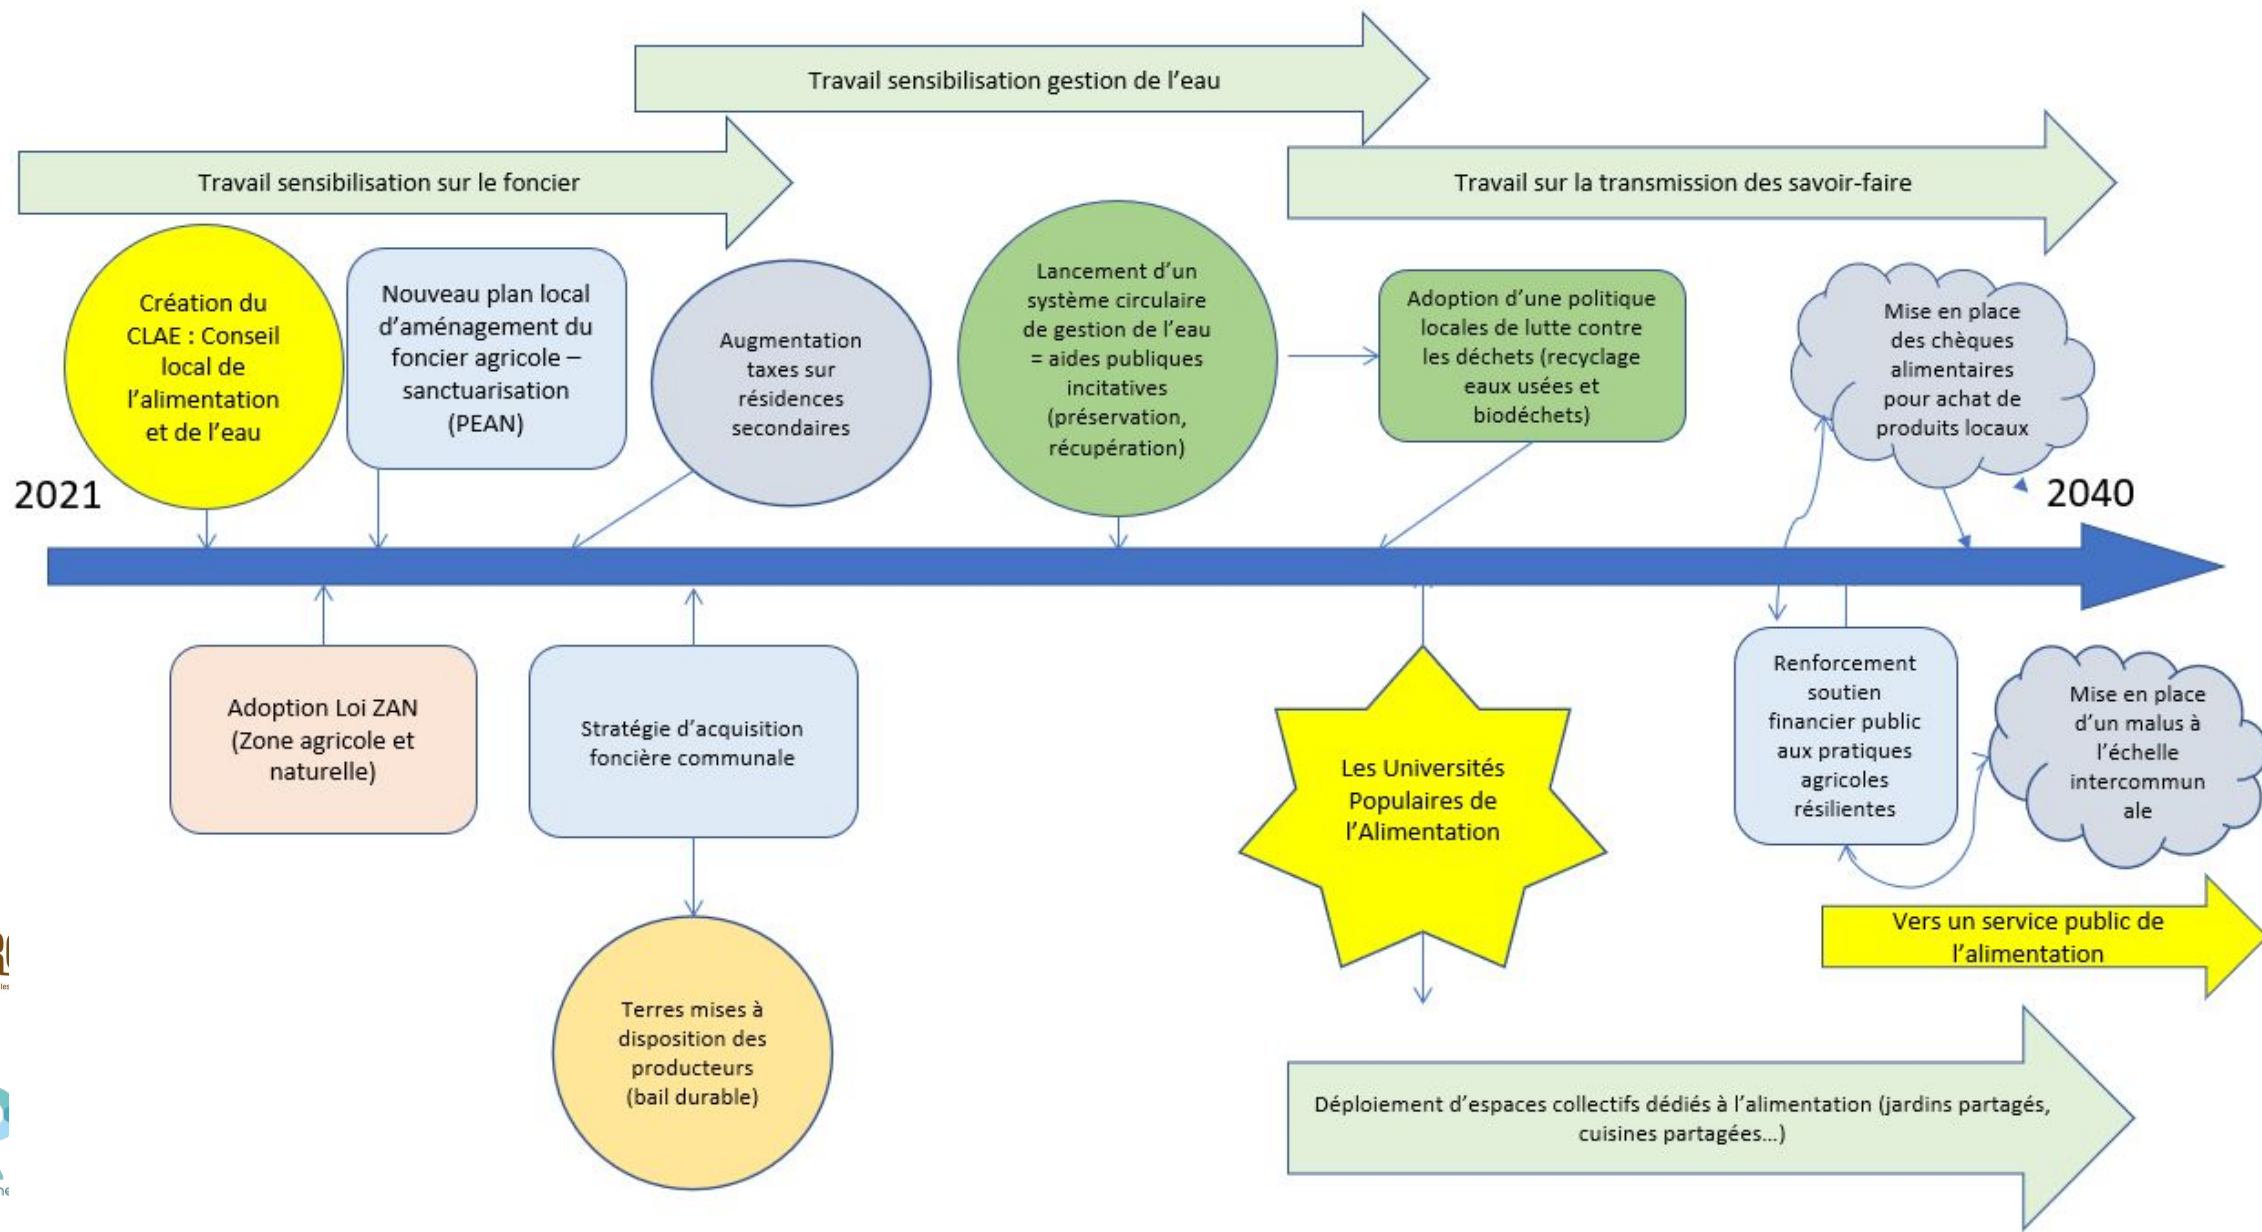 Travail sensibilisation gestion de l'eau
Travail sensibilisation sur le foncier
Travail sur la transmission des savoir-faire
Création du
CLAE : Conseil
local de
l'alimentation
et de l'eau
Nouveau plan local
d'aménagement du
foncier agricole –
sanctuarisation
(PEAN)
Augmentation
taxes sur
résidences
secondaires
Lancement d'un
système circulaire
de gestion de l'eau
= aides publiques
incitatives
(préservation,
récupération)
Adoption d'une politique
locales de lutte contre
les déchets (recyclage
eaux usées et
biodéchets)
Mise en place
des chèques
alimentaires
pour achat de
produits locaux
2021
2040
Adoption Loi ZAN
(Zone agricole et
naturelle)
Stratégie d'acquisition
foncière communale
Les Universités
Populaires de
l'Alimentation
Renforcement
soutien
financier public
aux pratiques
agricoles
résilientes
Mise en place
d'un malus à
l'échelle
intercommun
ale
Vers un service public de
l'alimentation
Terres mises à
disposition des
producteurs
(bail durable)
Déploiement d'espaces collectifs dédiés à l'alimentation (jardins partagés,
cuisines partagées…)